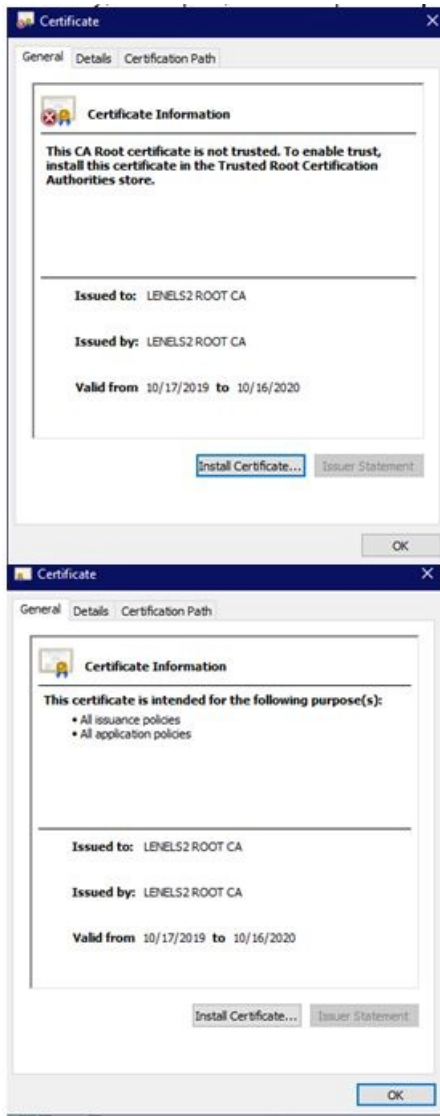 Certificate
General Details Certification Path
Certificate Information
This CA Root certificate is not trusted. To enable trust,
install this certificate in the Trusted Root Certification
Authorities store.
Issued to: LENELS2 ROOT CA
Issued by: LENELS2 ROOT CA
Valid from 10/17/2019 to 10/16/2020
Install Certificate... Issuer Statement
OK
Certificate
General Details Certification Path
Certificate Information
This certificate is intended for the following purpose(s):
• All issuance policies
• All application policies
Issued to: LENELS2 ROOT CA
Issued by: LENELS2 ROOT CA
Valid from 10/17/2019 to 10/16/2020
Install Certificate... Issuer Statement
OK